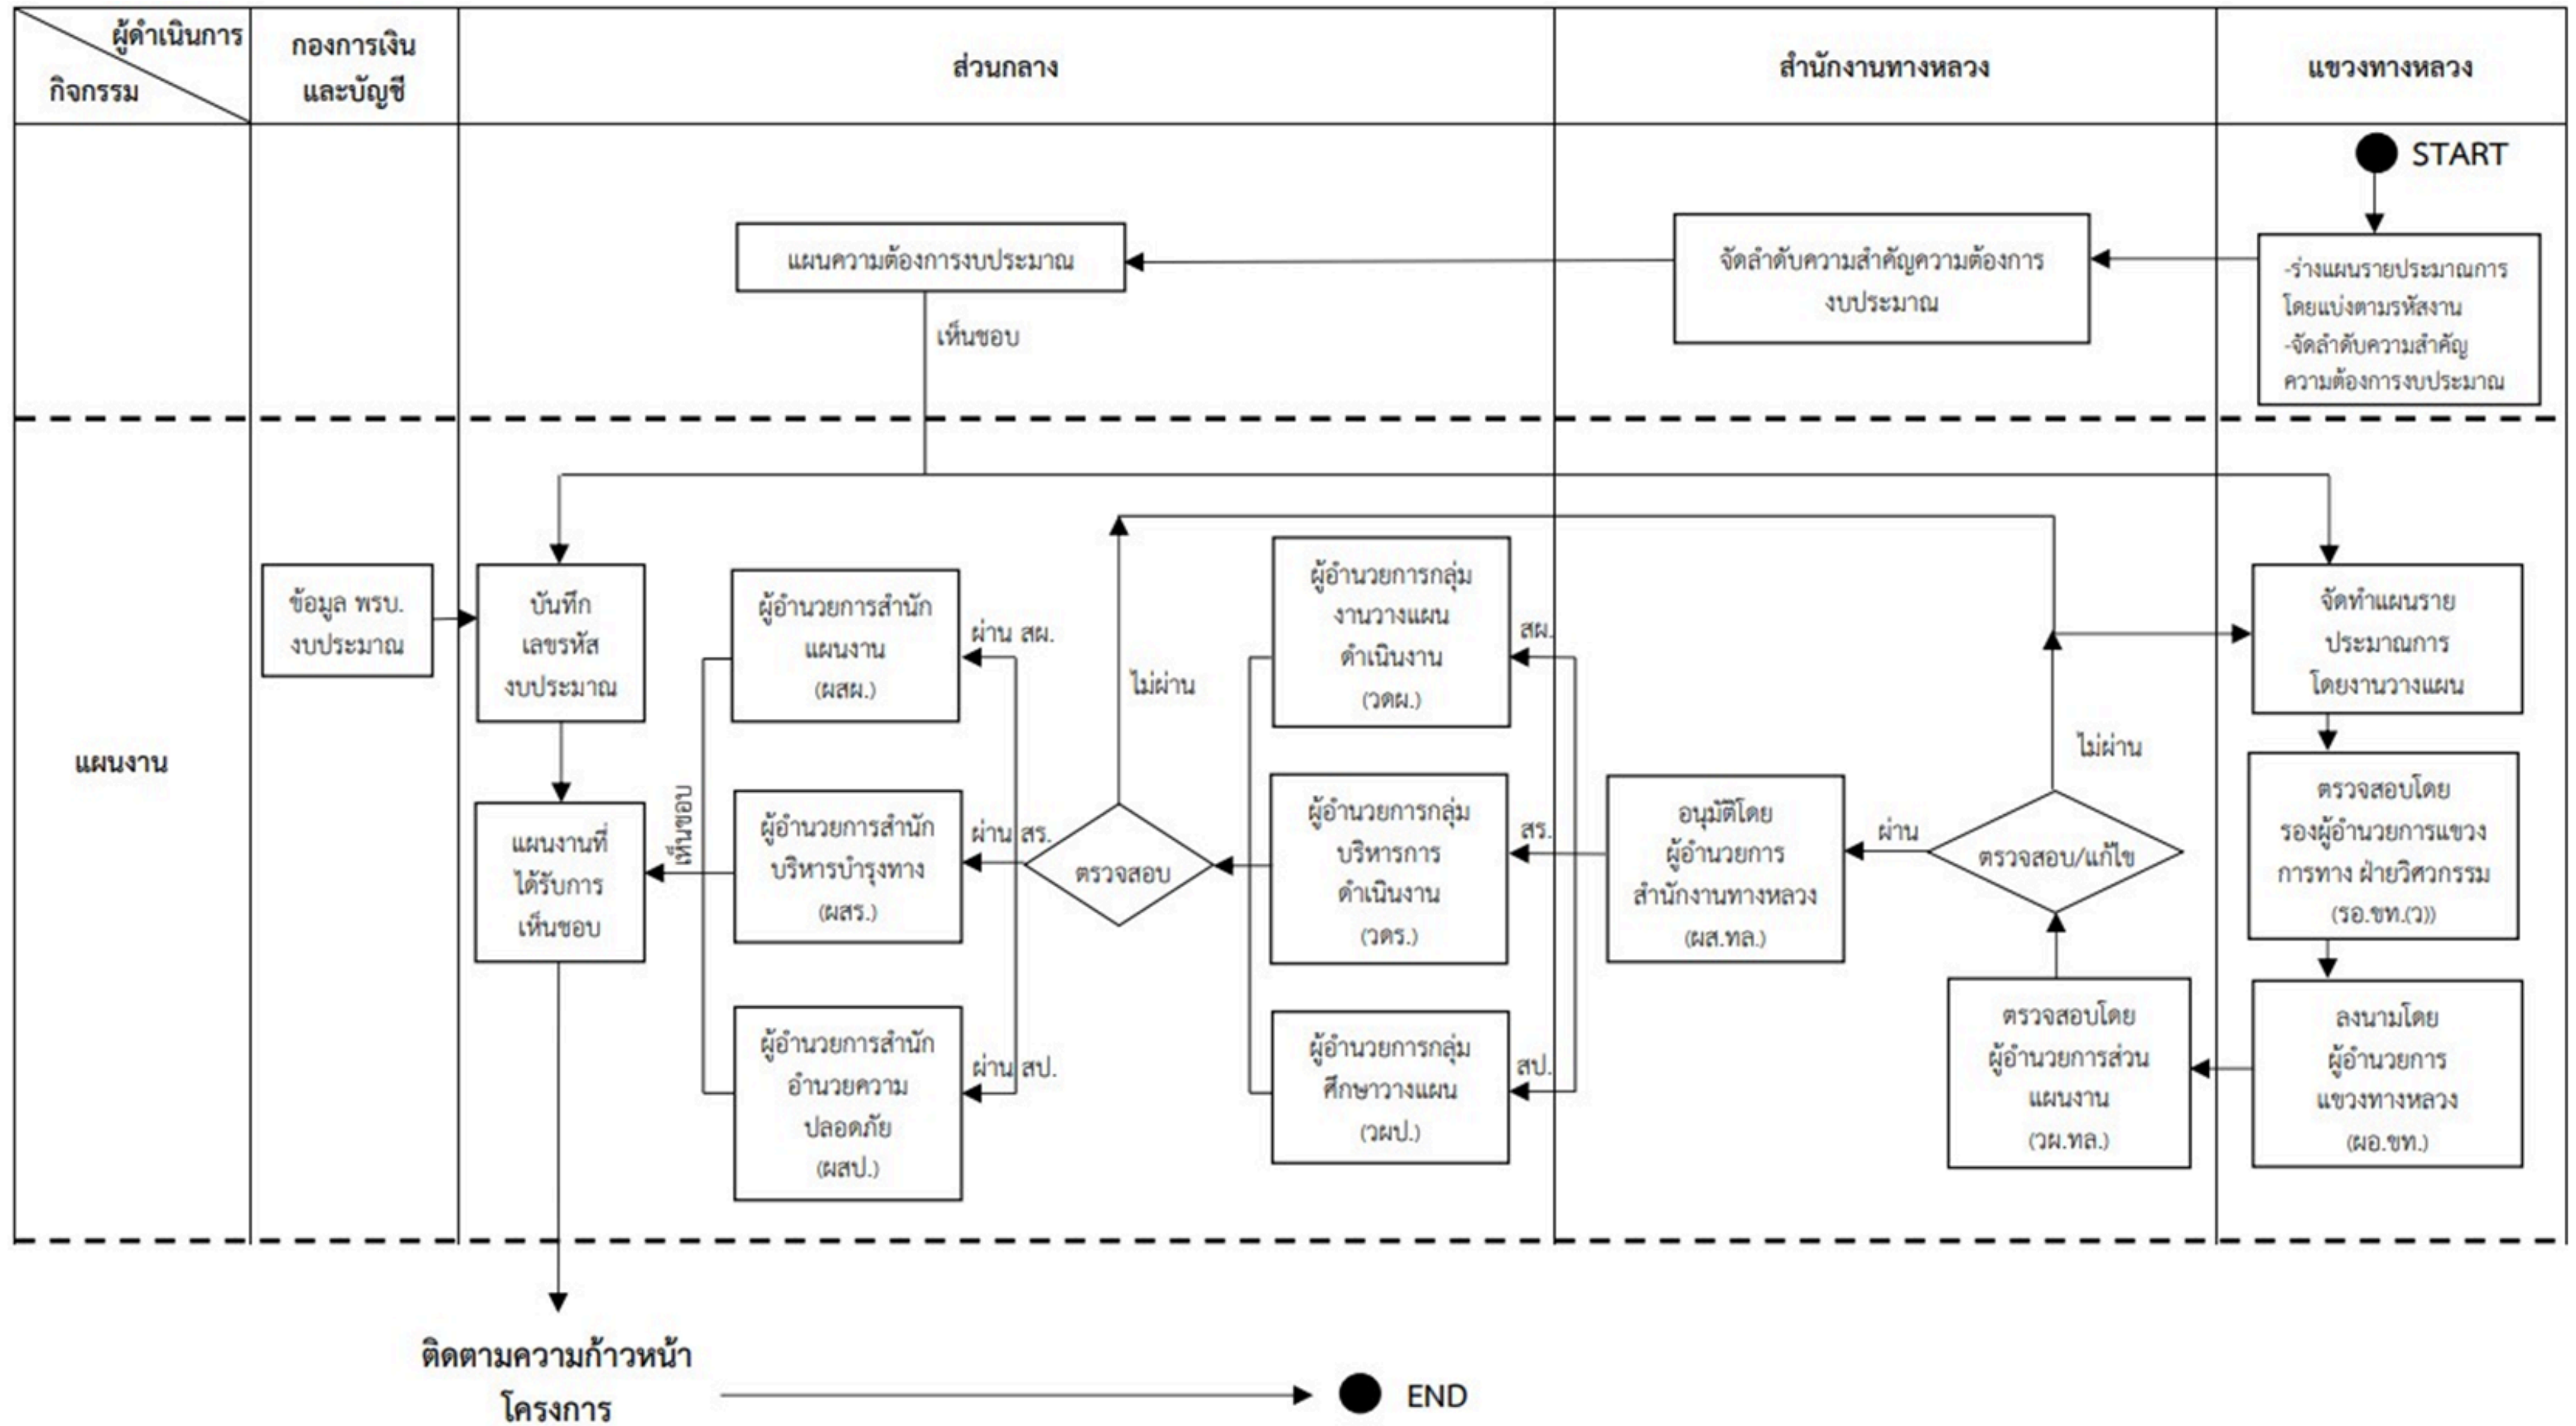 ผู้ดำเนินการ
กิจกรรม
กองการเงิน
และบัญชี
ส่วนกลาง
สำนักงานทางหลวง
แขวงทางหลวง
START
-ร่างแผนรายประมาณการ
โดยแบ่งตามรหัสงาน
-จัดลำดับความสำคัญ
ความต้องการงบประมาณ
จัดลำดับความสำคัญความต้องการ
งบประมาณ
แผนความต้องการงบประมาณ
เห็นชอบ
แผนงาน
ข้อมูล พรบ.
งบประมาณ
บันทึก
เลขรหัส
งบประมาณ
แผนงานที่
ได้รับการ
เห็นชอบ
เห็นชอบ
ผู้อำนวยการสำนัก
แผนงาน
(ผสผ.)
ผู้อำนวยการสำนัก
บริหารบำรุงทาง
(ผสร.)
ผู้อำนวยการสำนัก
อำนวยความ
ปลอดภัย
(ผสป.)
ผ่าน สผ.
ผ่าน สร.
ผ่าน สป.
ไม่ผ่าน
ตรวจสอบ
ผู้อำนวยการกลุ่ม
งานวางแผน
ดำเนินงาน
(วดผ.)
ผู้อำนวยการกลุ่ม
บริหารการ
ดำเนินงาน
(วดร.)
ผู้อำนวยการกลุ่ม
ศึกษาวางแผน
(วผป.)
สผ.
สร.
สป.
อนุมัติโดย
ผู้อำนวยการ
สำนักงานทางหลวง
(ผส.ทล.)
ผ่าน
ไม่ผ่าน
ตรวจสอบ/แก้ไข
ตรวจสอบโดย
ผู้อำนวยการส่วน
แผนงาน
(วผ.ทล.)
จัดทำแผนราย
ประมาณการ
โดยงานวางแผน
ตรวจสอบโดย
รองผู้อำนวยการแขวง
การทาง ฝ่ายวิศวกรรม
(รอ.ขท.(ว))
ลงนามโดย
ผู้อำนวยการ
แขวงทางหลวง
(ผอ.ขท.)
ติดตามความก้าวหน้า
โครงการ
END